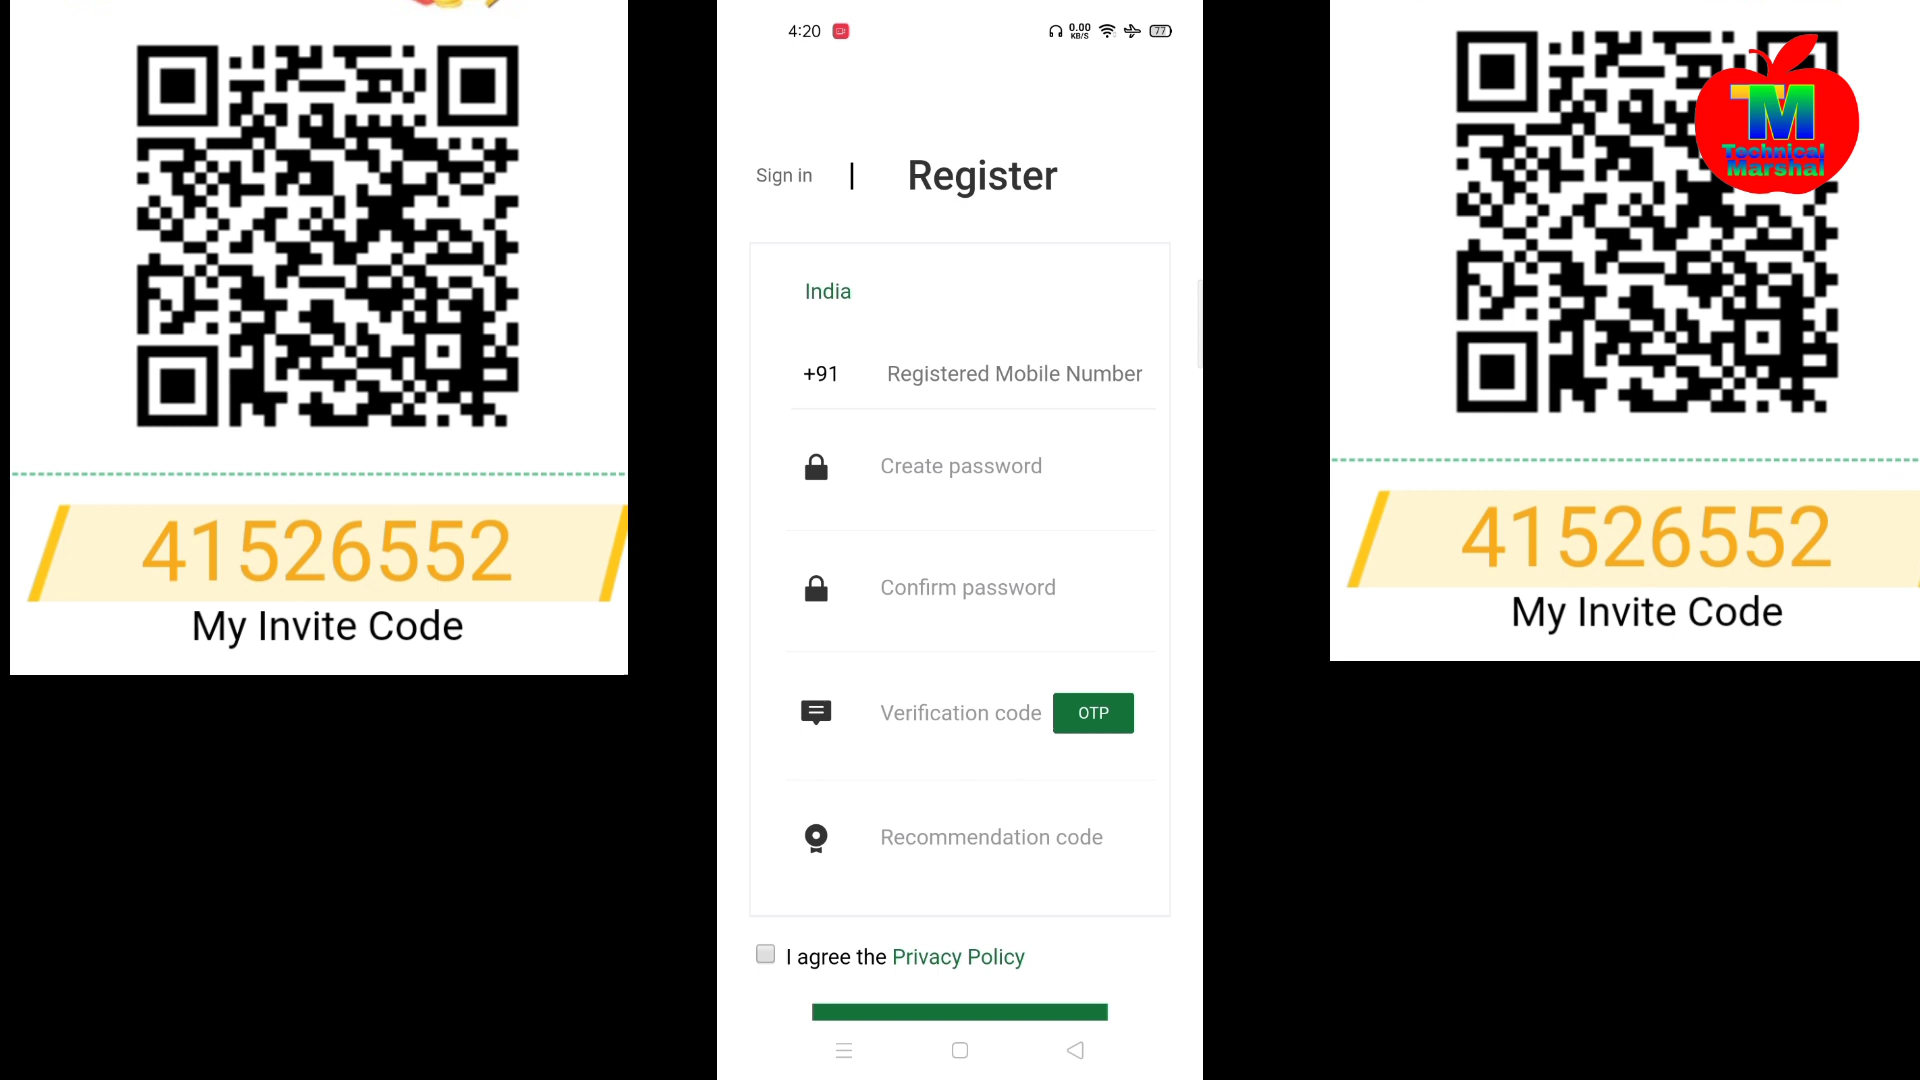 41526552
My Invite Code
4:20
0.00
KB/S
77
Sign in
Register
India
+91 Registered Mobile Number
Create password
Confirm password
Verification code OTP
Recommendation code
I agree the Privacy Policy
TM
Technical
Marshal
41526552
My Invite Code